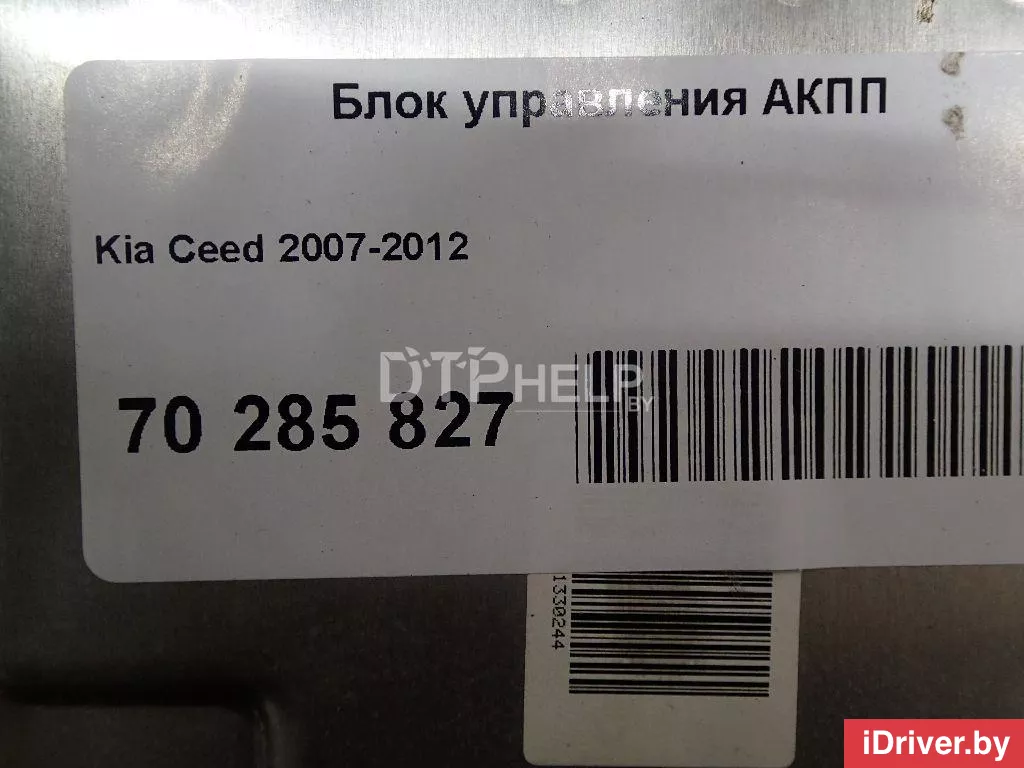 Блок управления АКПП
Kia Ceed 2007-2012
DTPHELP
BY
70 285 827
1330244
iDriver.by